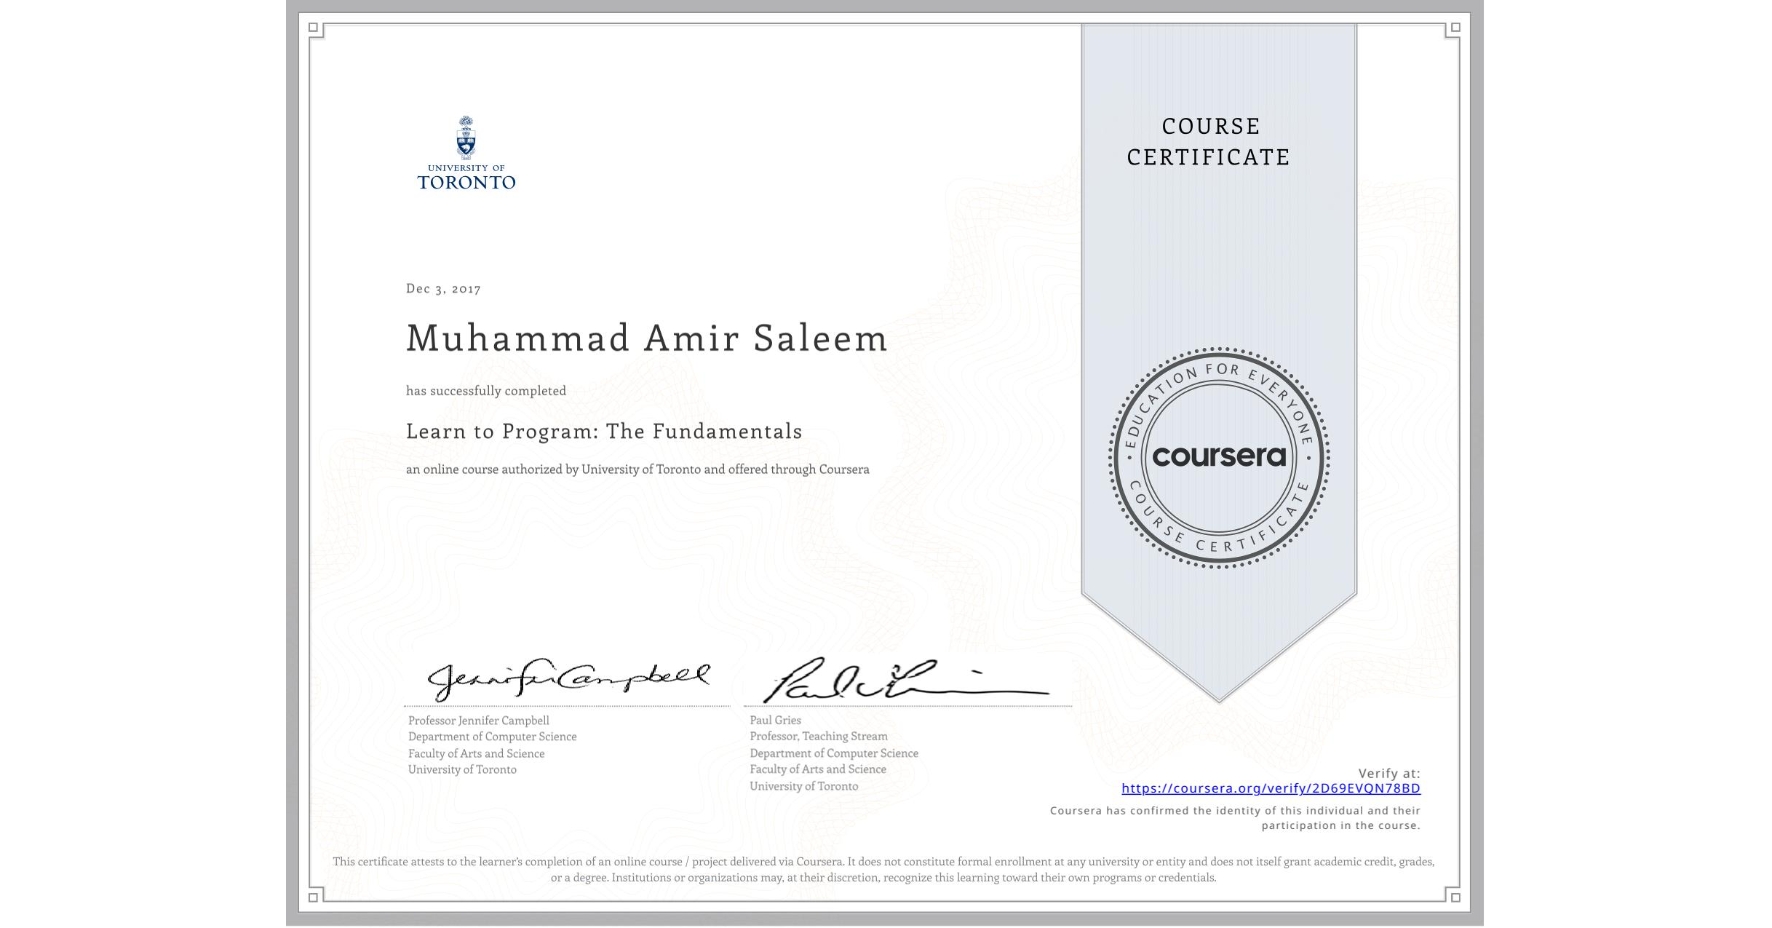 UNIVERSITY OF
TORONTO
COURSE
CERTIFICATE
Dec 3, 2017
Muhammad Amir Saleem
has successfully completed
Learn to Program: The Fundamentals
an online course authorized by University of Toronto and offered through Coursera
EDUCATION FOR EVERYONE
coursera
COURSE CERTIFICATE
Jennifer Campbell
Professor Jennifer Campbell
Department of Computer Science
Faculty of Arts and Science
University of Toronto
Paul Gries
Professor, Teaching Stream
Department of Computer Science
Faculty of Arts and Science
University of Toronto
Verify at:
https://coursera.org/verify/2D69EVQN78BD
Coursera has confirmed the identity of this individual and their
participation in the course.
This certificate attests to the learner's completion of an online course / project delivered via Coursera. It does not constitute formal enrollment at any university or entity and does not itself grant academic credit, grades,
or a degree. Institutions or organizations may, at their discretion, recognize this learning toward their own programs or credentials.